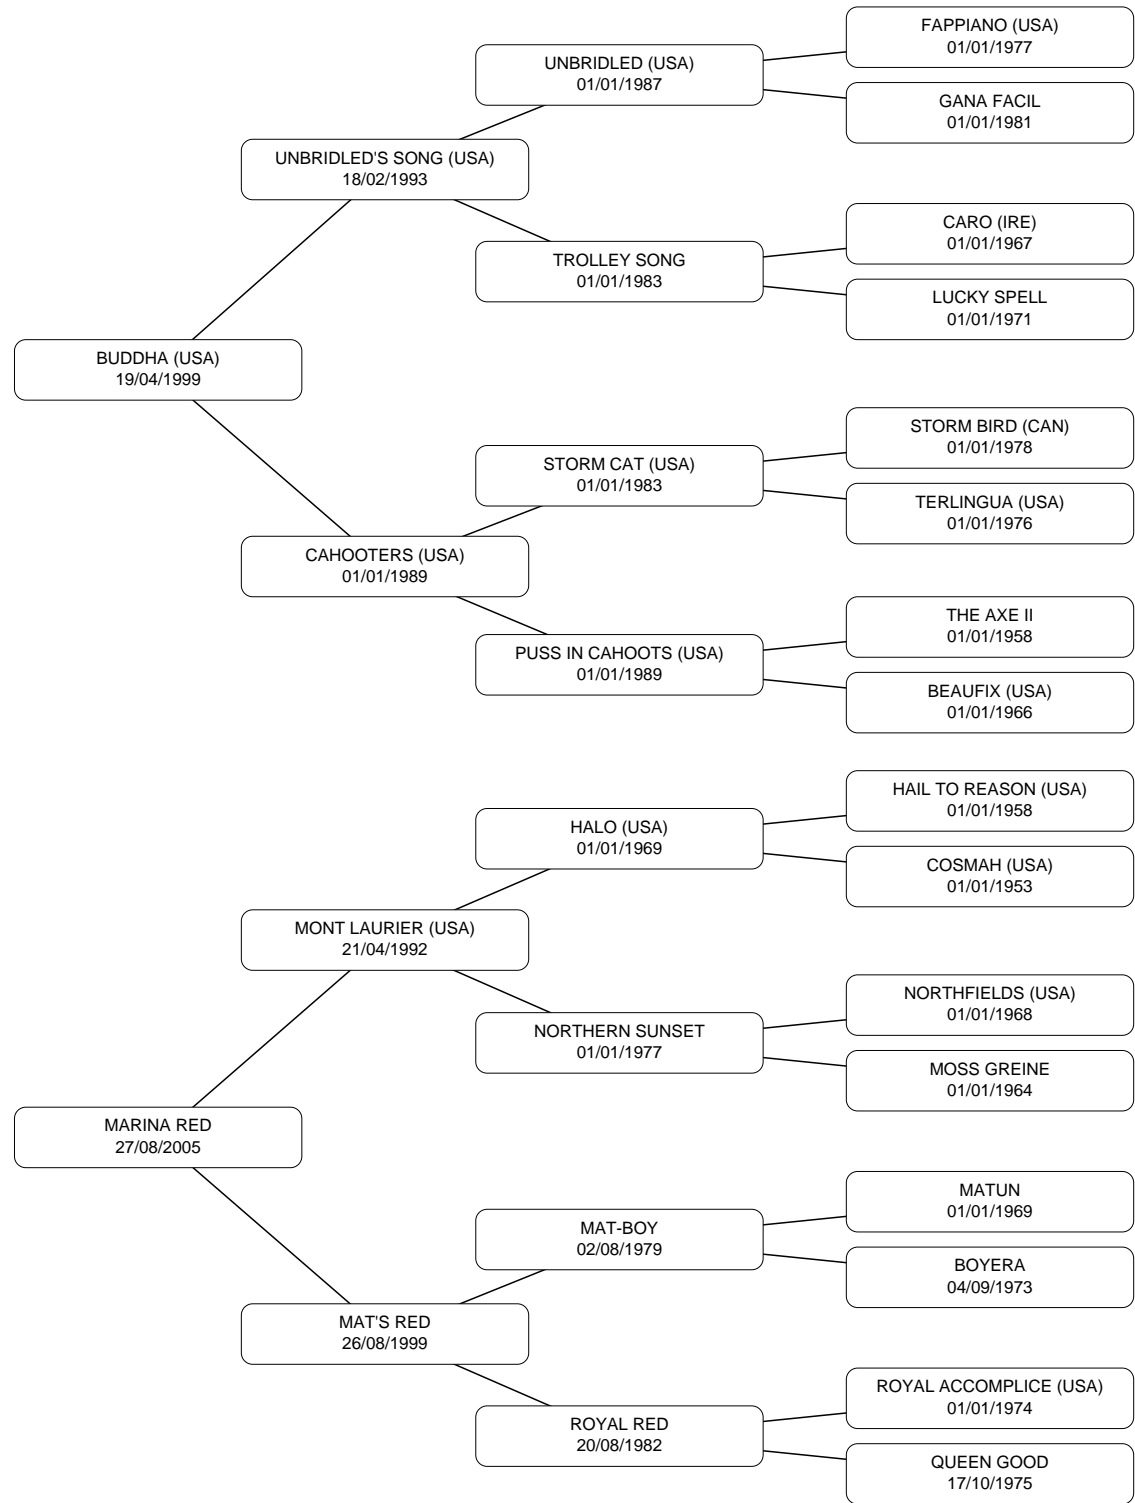 FAPPIANO (USA)
01/01/1977
UNBRIDLED (USA)
01/01/1987
GANA FACIL
01/01/1981
UNBRIDLED'S SONG (USA)
18/02/1993
CARO (IRE)
01/01/1967
TROLLEY SONG
01/01/1983
LUCKY SPELL
01/01/1971
BUDDHA (USA)
19/04/1999
STORM BIRD (CAN)
01/01/1978
STORM CAT (USA)
01/01/1983
TERLINGUA (USA)
01/01/1976
CAHOOTERS (USA)
01/01/1989
THE AXE II
01/01/1958
PUSS IN CAHOOTS (USA)
01/01/1989
BEAUFIX (USA)
01/01/1966
HAIL TO REASON (USA)
01/01/1958
HALO (USA)
01/01/1969
COSMAH (USA)
01/01/1953
MONT LAURIER (USA)
21/04/1992
NORTHFIELDS (USA)
01/01/1968
NORTHERN SUNSET
01/01/1977
MOSS GREINE
01/01/1964
MARINA RED
27/08/2005
MATUN
01/01/1969
MAT-BOY
02/08/1979
BOYERA
04/09/1973
MAT'S RED
26/08/1999
ROYAL ACCOMPLICE (USA)
01/01/1974
ROYAL RED
20/08/1982
QUEEN GOOD
17/10/1975